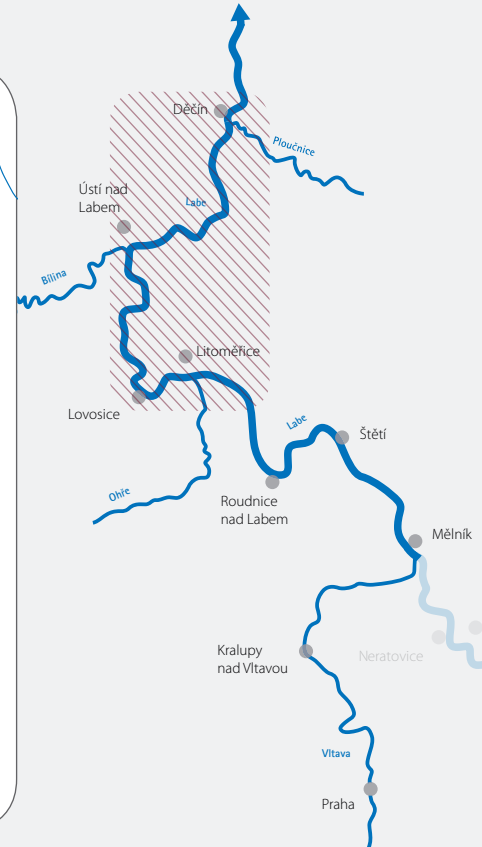 Děčín
Ploučnice
Ústí nad
Labem
Labe
Bílina
Litoměřice
Lovosice
Labe
Štětí
Ohře
Roudnice
nad Labem
Mělník
Kralupy
nad Vltavou
Neratovice
Vltava
Praha